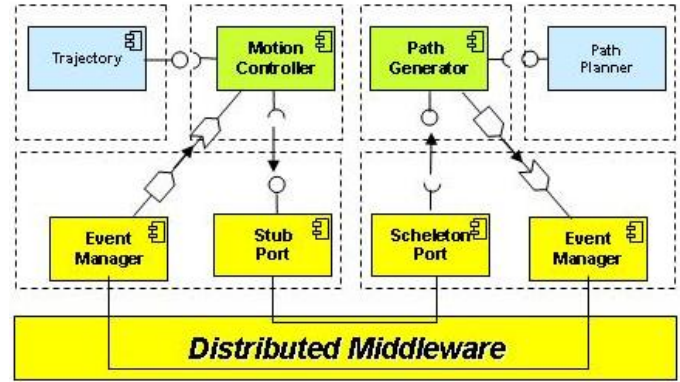 Trajectory
Motion
Controller
Path
Generator
Path
Planner
Event
Manager
Stub
Port
Scheleton
Port
Event
Manager
Distributed Middleware